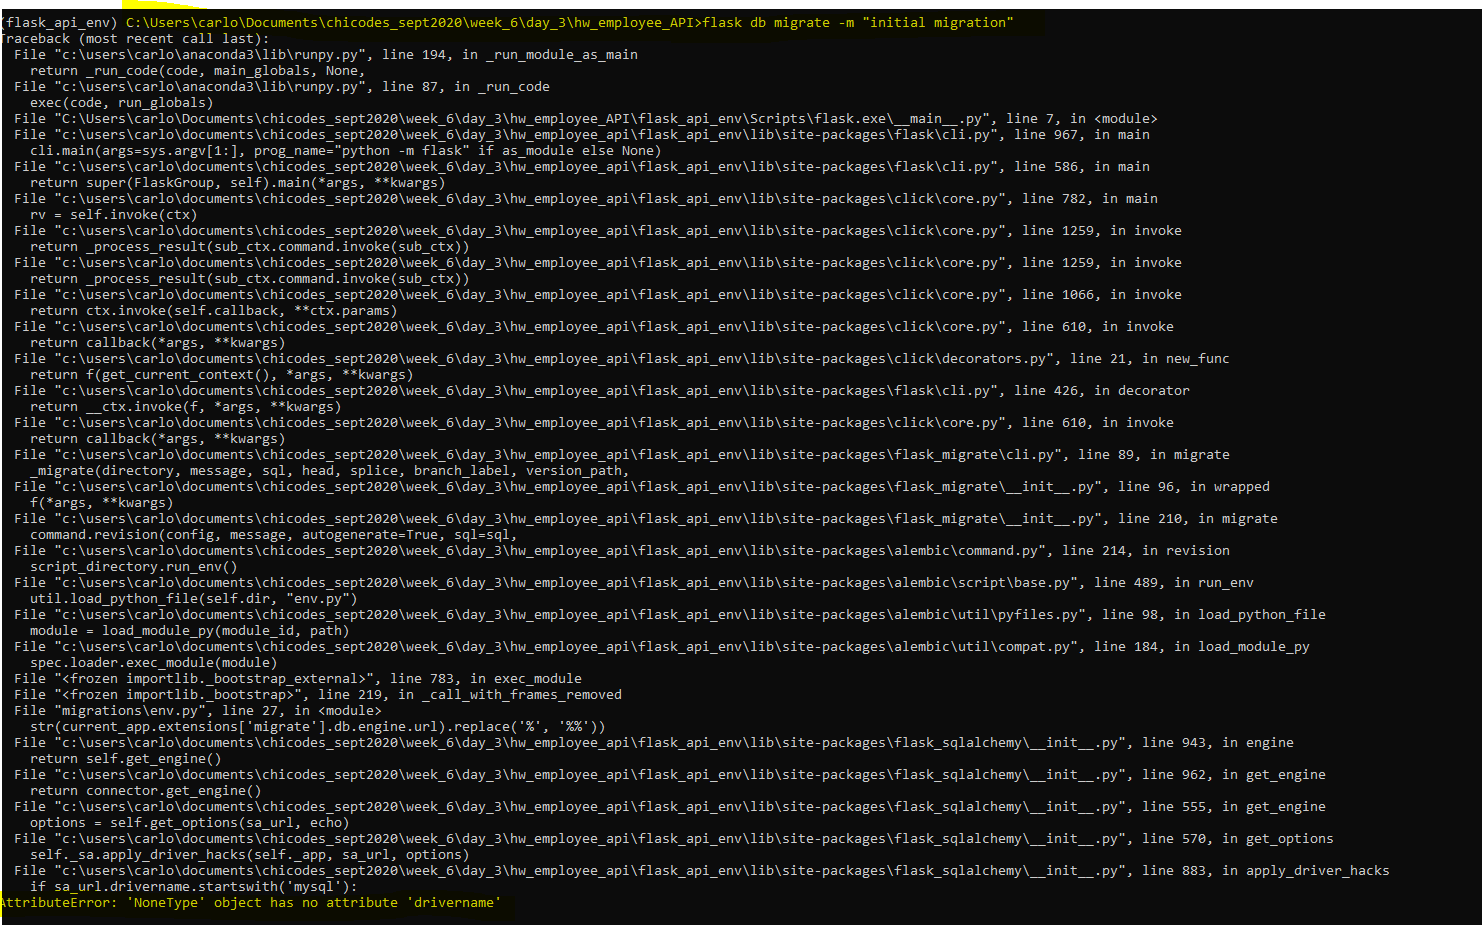 (flask_api_env) C:\Users\carlo\Documents\chicodes_sept2020\week_6\day_3\hw_employee_API>flask db migrate -m "initial migration"
Traceback (most recent call last):
  File "c:\users\carlo\anaconda3\lib\runpy.py", line 194, in _run_module_as_main
    return _run_code(code, main_globals, None,
  File "c:\users\carlo\anaconda3\lib\runpy.py", line 87, in _run_code
    exec(code, run_globals)
  File "C:\Users\carlo\Documents\chicodes_sept2020\week_6\day_3\hw_employee_API\flask_api_env\Scripts\flask.exe\__main__.py", line 7, in <module>
  File "c:\users\carlo\documents\chicodes_sept2020\week_6\day_3\hw_employee_api\flask_api_env\lib\site-packages\flask\cli.py", line 967, in main
    cli.main(args=sys.argv[1:], prog_name="python -m flask" if as_module else None)
  File "c:\users\carlo\documents\chicodes_sept2020\week_6\day_3\hw_employee_api\flask_api_env\lib\site-packages\flask\cli.py", line 586, in main
    return super(FlaskGroup, self).main(*args, **kwargs)
  File "c:\users\carlo\documents\chicodes_sept2020\week_6\day_3\hw_employee_api\flask_api_env\lib\site-packages\click\core.py", line 782, in main
    rv = self.invoke(ctx)
  File "c:\users\carlo\documents\chicodes_sept2020\week_6\day_3\hw_employee_api\flask_api_env\lib\site-packages\click\core.py", line 1259, in invoke
    return _process_result(sub_ctx.command.invoke(sub_ctx))
  File "c:\users\carlo\documents\chicodes_sept2020\week_6\day_3\hw_employee_api\flask_api_env\lib\site-packages\click\core.py", line 1259, in invoke
    return _process_result(sub_ctx.command.invoke(sub_ctx))
  File "c:\users\carlo\documents\chicodes_sept2020\week_6\day_3\hw_employee_api\flask_api_env\lib\site-packages\click\core.py", line 1066, in invoke
    return ctx.invoke(self.callback, **ctx.params)
  File "c:\users\carlo\documents\chicodes_sept2020\week_6\day_3\hw_employee_api\flask_api_env\lib\site-packages\click\core.py", line 610, in invoke
    return callback(*args, **kwargs)
  File "c:\users\carlo\documents\chicodes_sept2020\week_6\day_3\hw_employee_api\flask_api_env\lib\site-packages\click\decorators.py", line 21, in new_func
    return f(get_current_context(), *args, **kwargs)
  File "c:\users\carlo\documents\chicodes_sept2020\week_6\day_3\hw_employee_api\flask_api_env\lib\site-packages\flask\cli.py", line 426, in decorator
    return __ctx.invoke(f, *args, **kwargs)
  File "c:\users\carlo\documents\chicodes_sept2020\week_6\day_3\hw_employee_api\flask_api_env\lib\site-packages\click\core.py", line 610, in invoke
    return callback(*args, **kwargs)
  File "c:\users\carlo\documents\chicodes_sept2020\week_6\day_3\hw_employee_api\flask_api_env\lib\site-packages\flask_migrate\cli.py", line 89, in migrate
    _migrate(directory, message, sql, head, splice, branch_label, version_path,
  File "c:\users\carlo\documents\chicodes_sept2020\week_6\day_3\hw_employee_api\flask_api_env\lib\site-packages\flask_migrate\__init__.py", line 96, in wrapped
    f(*args, **kwargs)
  File "c:\users\carlo\documents\chicodes_sept2020\week_6\day_3\hw_employee_api\flask_api_env\lib\site-packages\flask_migrate\__init__.py", line 210, in migrate
    command.revision(config, message, autogenerate=True, sql=sql,
  File "c:\users\carlo\documents\chicodes_sept2020\week_6\day_3\hw_employee_api\flask_api_env\lib\site-packages\alembic\command.py", line 214, in revision
    script_directory.run_env()
  File "c:\users\carlo\documents\chicodes_sept2020\week_6\day_3\hw_employee_api\flask_api_env\lib\site-packages\alembic\script\base.py", line 489, in run_env
    util.load_python_file(self.dir, "env.py")
  File "c:\users\carlo\documents\chicodes_sept2020\week_6\day_3\hw_employee_api\flask_api_env\lib\site-packages\alembic\util\pyfiles.py", line 98, in load_python_file
    module = load_module_py(module_id, path)
  File "c:\users\carlo\documents\chicodes_sept2020\week_6\day_3\hw_employee_api\flask_api_env\lib\site-packages\alembic\util\compat.py", line 184, in load_module_py
    spec.loader.exec_module(module)
  File "<frozen importlib._bootstrap_external>", line 783, in exec_module
  File "<frozen importlib._bootstrap>", line 219, in _call_with_frames_removed
  File "migrations\env.py", line 27, in <module>
    str(current_app.extensions['migrate'].db.engine.url).replace('%', '%%'))
  File "c:\users\carlo\documents\chicodes_sept2020\week_6\day_3\hw_employee_api\flask_api_env\lib\site-packages\flask_sqlalchemy\__init__.py", line 943, in engine
    return self.get_engine()
  File "c:\users\carlo\documents\chicodes_sept2020\week_6\day_3\hw_employee_api\flask_api_env\lib\site-packages\flask_sqlalchemy\__init__.py", line 962, in get_engine
    return connector.get_engine()
  File "c:\users\carlo\documents\chicodes_sept2020\week_6\day_3\hw_employee_api\flask_api_env\lib\site-packages\flask_sqlalchemy\__init__.py", line 555, in get_engine
    options = self.get_options(sa_url, echo)
  File "c:\users\carlo\documents\chicodes_sept2020\week_6\day_3\hw_employee_api\flask_api_env\lib\site-packages\flask_sqlalchemy\__init__.py", line 570, in get_options
    self._sa.apply_driver_hacks(self._app, sa_url, options)
  File "c:\users\carlo\documents\chicodes_sept2020\week_6\day_3\hw_employee_api\flask_api_env\lib\site-packages\flask_sqlalchemy\__init__.py", line 883, in apply_driver_hacks
    if sa_url.drivername.startswith('mysql'):
AttributeError: 'NoneType' object has no attribute 'drivername'